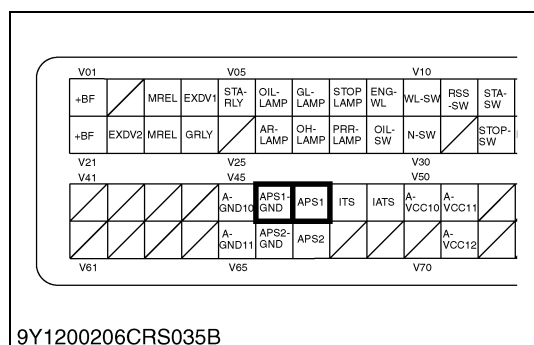 V01 V05 V10
+BF MREL EXDV1 STA-RLY OIL-LAMP GL-LAMP STOP LAMP ENG-WL WL-SW RSS-SW STA-SW
+BF EXDV2 MREL GRLY AR-LAMP OH-LAMP PRR-LAMP OIL-SW N-SW STOP-SW
V21 V25 V30
V41 V45 V50
A-GND10 APS1-GND APS1 ITS IATS A-VCC10 A-VCC11
A-GND11 APS2-GND APS2 A-VCC12
V61 V65 V70
9Y1200206CRS035B